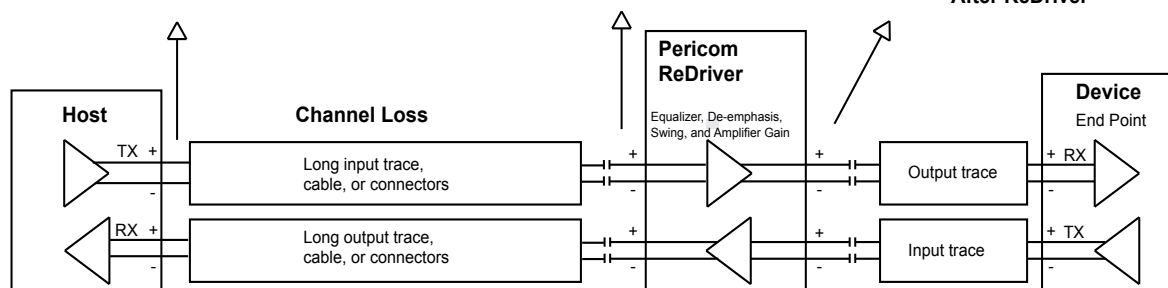 After ReDriver
Pericom
ReDriver
Host
Channel Loss
Equalizer, De-emphasis,
Swing, and Amplifier Gain
Device
End Point
TX + -
Long input trace,
cable, or connectors
+ -
+ -
Output trace
+ RX -
RX + -
Long output trace,
cable, or connectors
+ -
+ -
Input trace
+ TX -